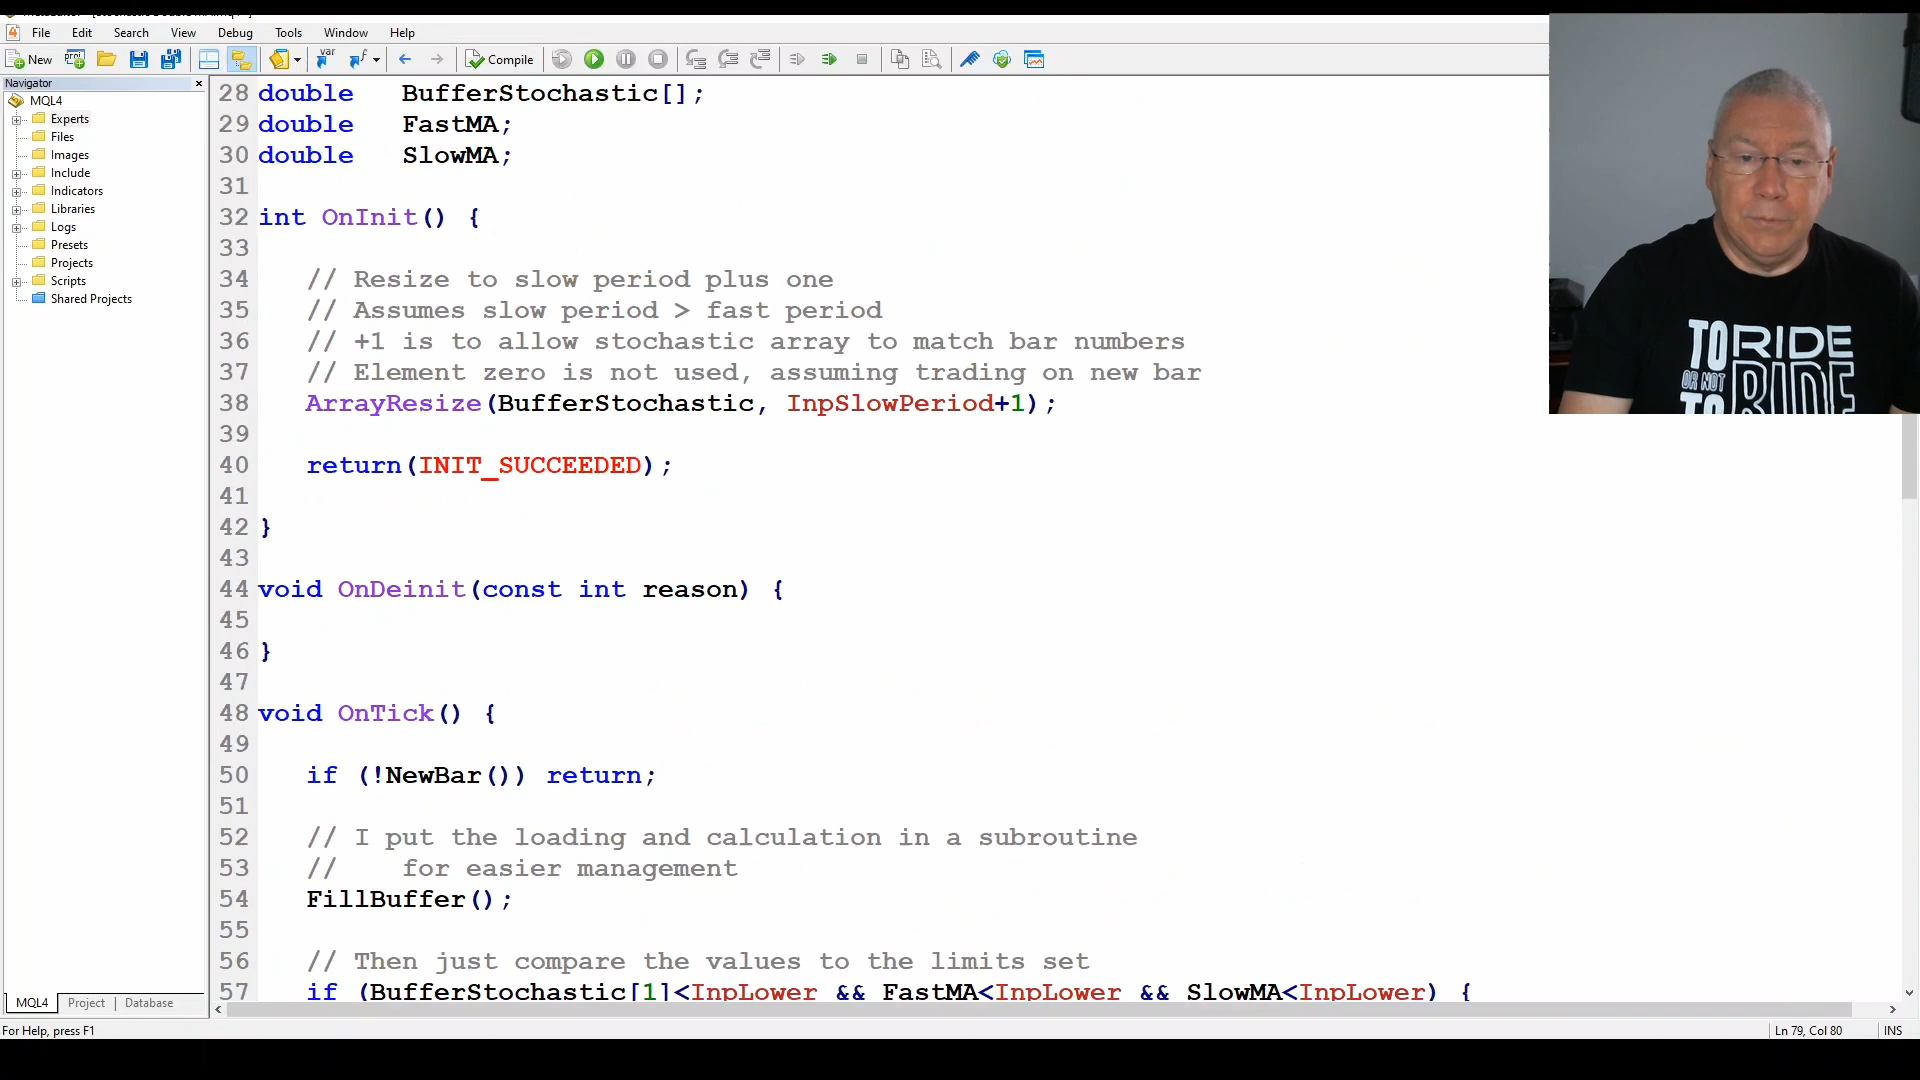 File Edit Search View Debug Tools Window Help
New Compile
Navigator
MQL4
Experts
Files
Images
Include
Indicators
Libraries
Logs
Presets
Projects
Scripts
Shared Projects
28 double BufferStochastic[];
29 double FastMA;
30 double SlowMA;
31
32 int OnInit() {
33
34 // Resize to slow period plus one
35 // Assumes slow period > fast period
36 // +1 is to allow stochastic array to match bar numbers
37 // Element zero is not used, assuming trading on new bar
38 ArrayResize(BufferStochastic, InpSlowPeriod+1);
39
40 return(INIT_SUCCEEDED);
41
42 }
43
44 void OnDeinit(const int reason) {
45
46 }
47
48 void OnTick() {
49
50 if (!NewBar()) return;
51
52 // I put the loading and calculation in a subroutine
53 // for easier management
54 FillBuffer();
55
56 // Then just compare the values to the limits set
57 if (BufferStochastic[1]<InpLower && FastMA<InpLower && SlowMA<InpLower) {
MQL4 Project Database
For Help, press F1
Ln 79, Col 80 INS
TO RIDE
OR NOT
TO RIDE